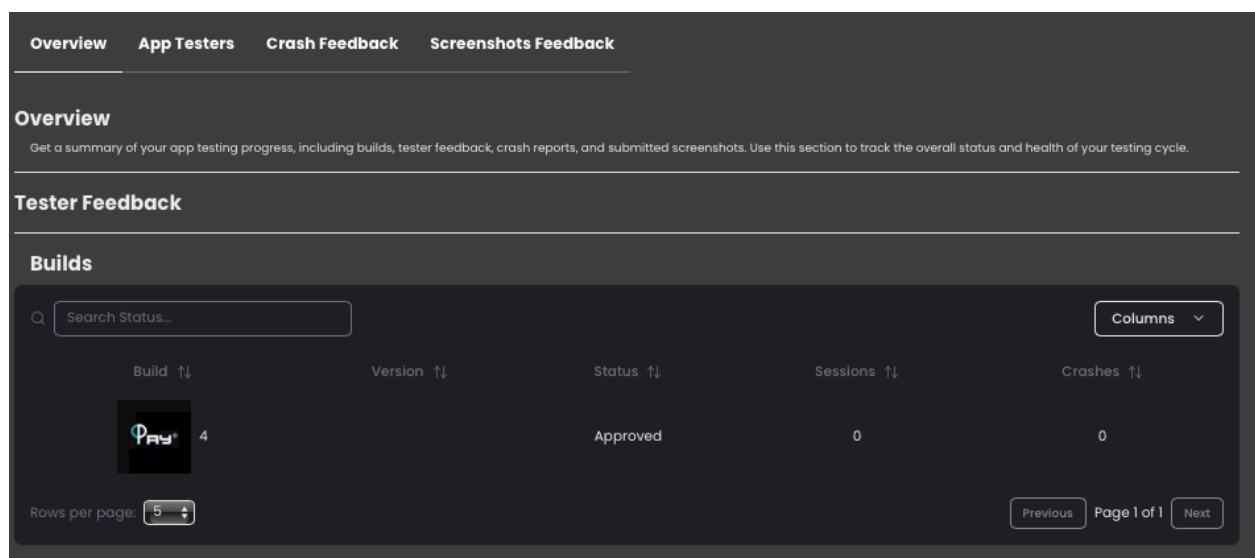 Overview App Testers Crash Feedback Screenshots Feedback
Overview
Get a summary of your app testing progress, including builds, tester feedback, crash reports, and submitted screenshots. Use this section to track the overall status and health of your testing cycle.
Tester Feedback
Builds
Search Status... Columns
Build Version Status Sessions Crashes
PAY 4 Approved 0 0
Rows per page: 5 Previous Page 1 of 1 Next